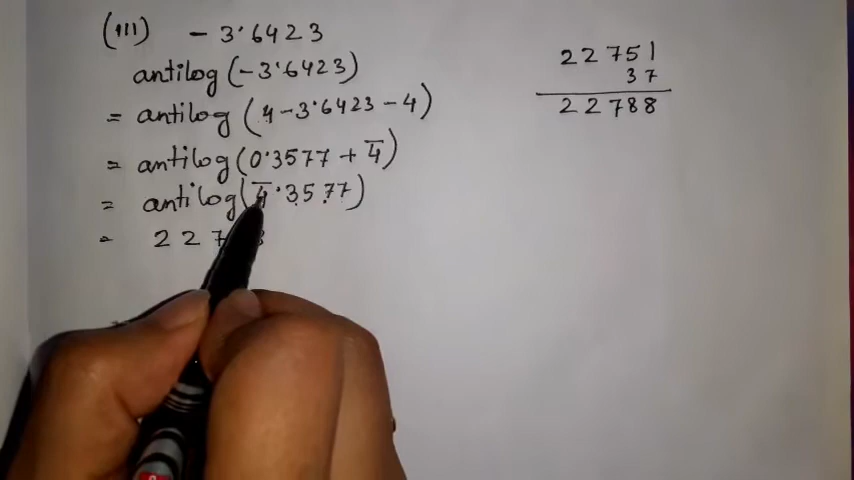 (III) - 3.6423
antilog(-3.6423)
= antilog(4-3.6423-4)
= antilog(0.3577+4̅)
= antilog(4̅.3577)
= 227
22751
37
22788